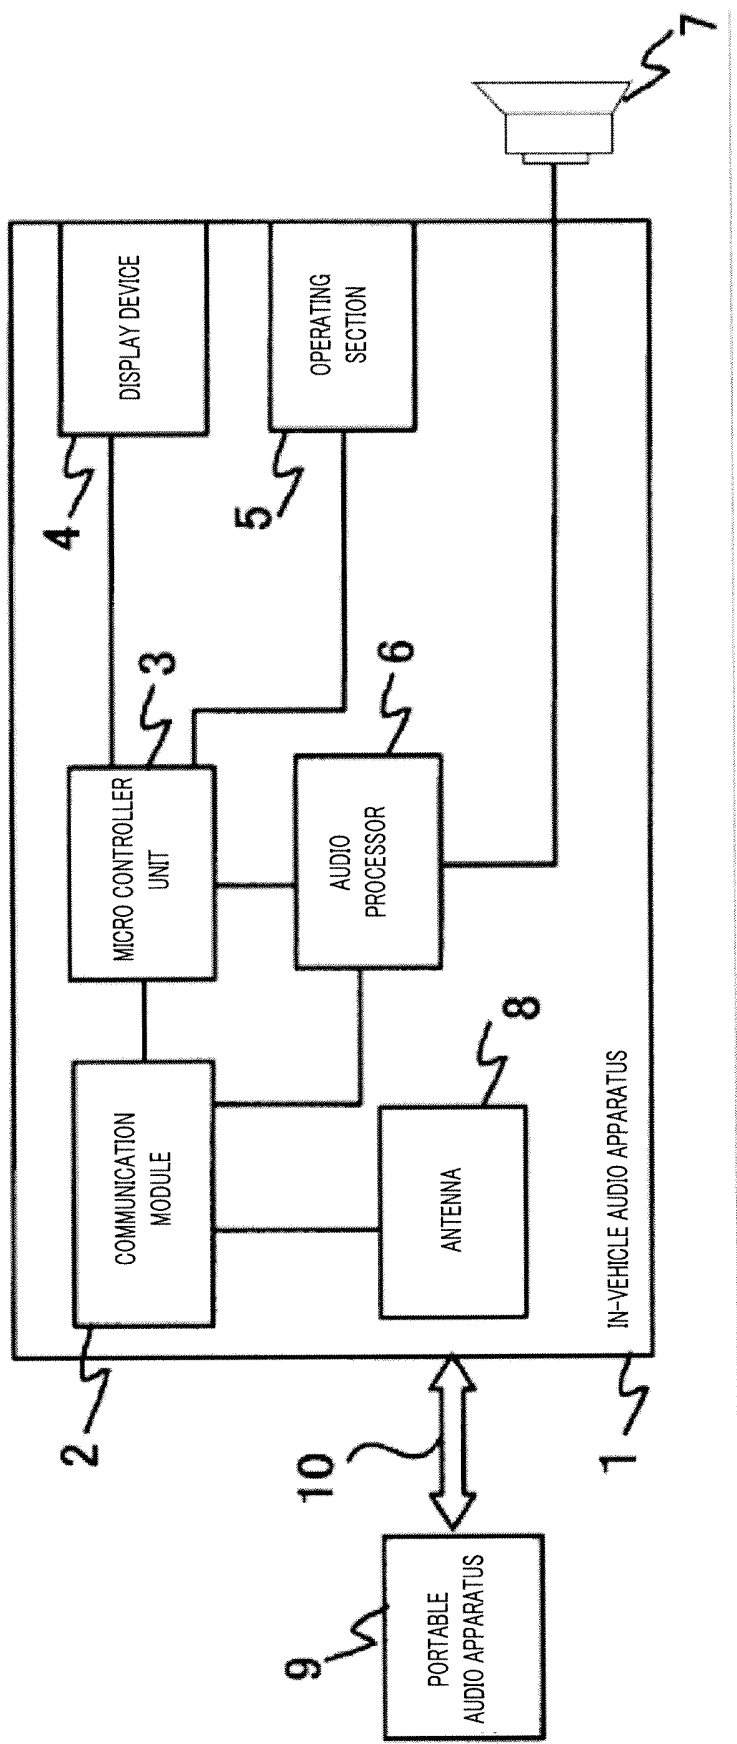 7
DISPLAY DEVICE
4
OPERATING
SECTION
5
3
MICRO CONTROLLER
UNIT
6
AUDIO
PROCESSOR
COMMUNICATION
MODULE
2
8
ANTENNA
IN-VEHICLE AUDIO APPARATUS
1
10
9
PORTABLE
AUDIO APPARATUS